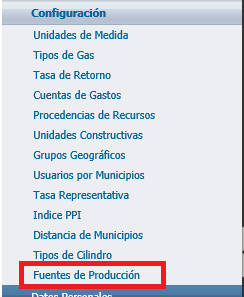 Configuración
Unidades de Medida
Tipos de Gas
Tasa de Retorno
Cuentas de Gastos
Procedencias de Recursos
Unidades Constructivas
Grupos Geográficos
Usuarios por Municipios
Tasa Representativa
Indice PPI
Distancia de Municipios
Tipos de Cilindro
Fuentes de Producción
Datos Personales